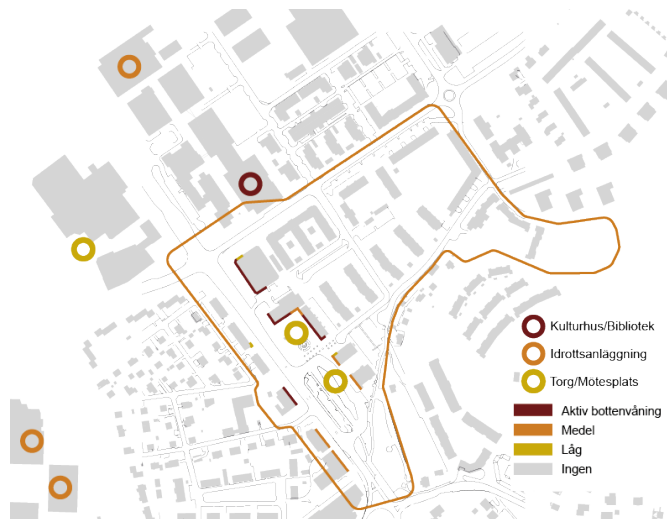 Kulturhus/Bibliotek
Idrottsanläggning
Torg/Mötesplats
Aktiv bottenvåning
Medel
Låg
Ingen